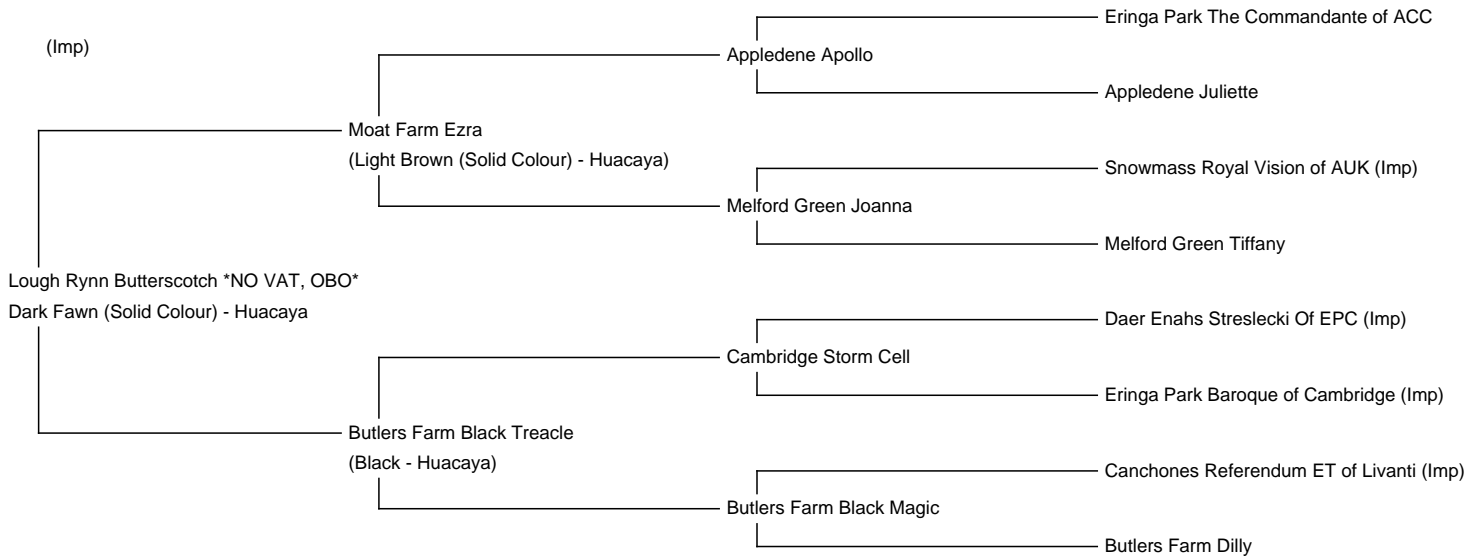 Eringa Park The Commandante of ACC
(Imp)
Appledene Apollo
Appledene Juliette
Moat Farm Ezra
(Light Brown (Solid Colour) - Huacaya)
Snowmass Royal Vision of AUK (Imp)
Melford Green Joanna
Melford Green Tiffany
Lough Rynn Butterscotch *NO VAT, OBO*
Dark Fawn (Solid Colour) - Huacaya
Daer Enahs Streslecki Of EPC (Imp)
Cambridge Storm Cell
Eringa Park Baroque of Cambridge (Imp)
Butlers Farm Black Treacle
(Black - Huacaya)
Canchones Referendum ET of Livanti (Imp)
Butlers Farm Black Magic
Butlers Farm Dilly